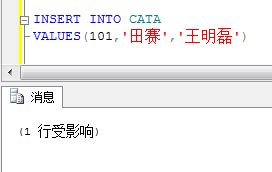 INSERT INTO CATA
VALUES(101,'田赛','王明磊')
消息
(1 行受影响)